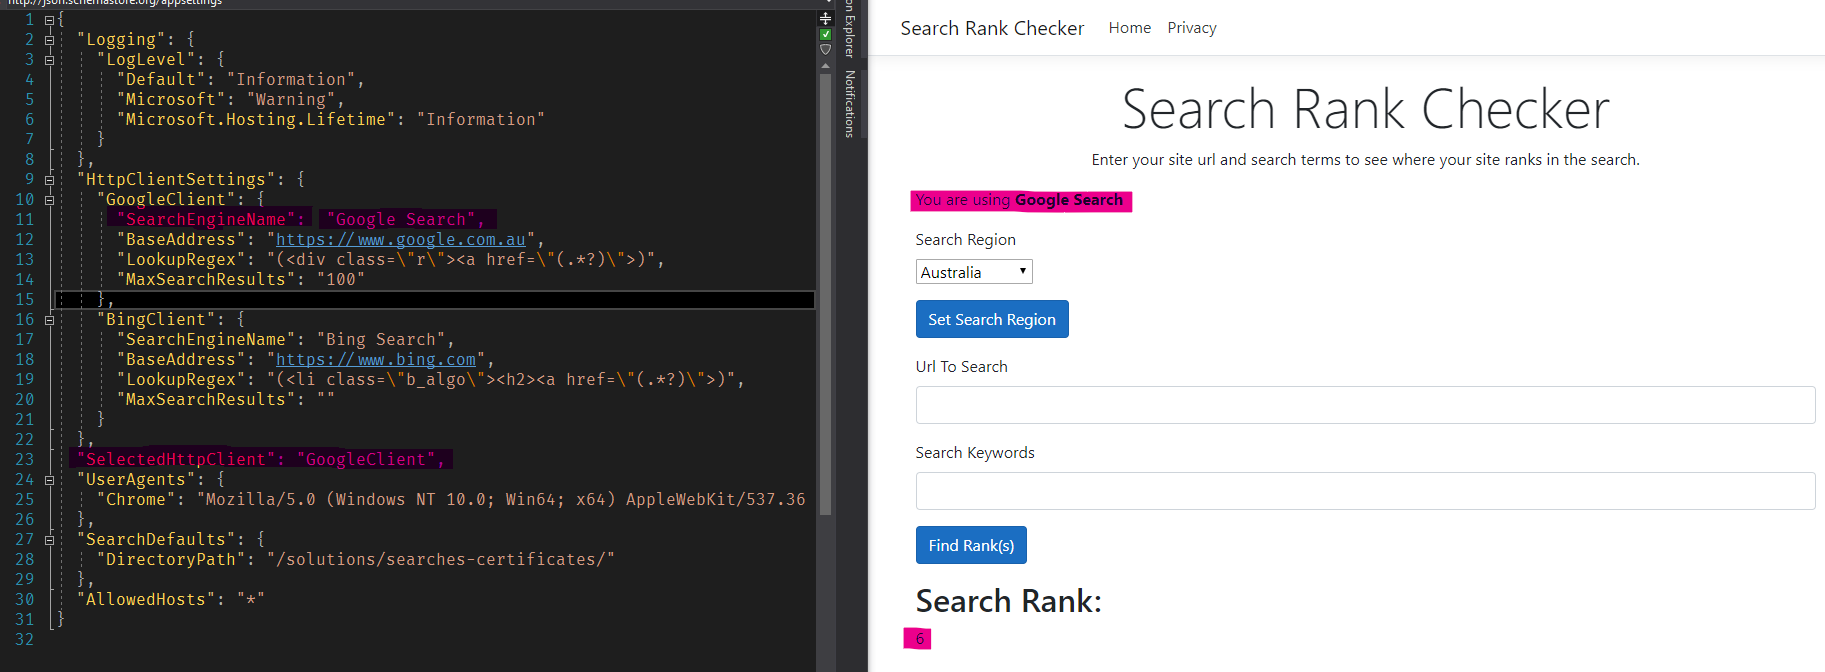 http://json.schemastore.org/appsettings
1 {
2 "Logging": {
3 "LogLevel": {
4 "Default": "Information",
5 "Microsoft": "Warning",
6 "Microsoft.Hosting.Lifetime": "Information"
7 }
8 },
9 "HttpClientSettings": {
10 "GoogleClient": {
11 "SearchEngineName": "Google Search",
12 "BaseAddress": "https://www.google.com.au",
13 "LookupRegex": "(<div class=\"r\"><a href=\"(.*?)\">)",
14 "MaxSearchResults": "100"
15 },
16 "BingClient": {
17 "SearchEngineName": "Bing Search",
18 "BaseAddress": "https://www.bing.com",
19 "LookupRegex": "(<li class=\"b_algo\"><h2><a href=\"(.*?)\">)",
20 "MaxSearchResults": ""
21 }
22 },
23 "SelectedHttpClient": "GoogleClient",
24 "UserAgents": {
25 "Chrome": "Mozilla/5.0 (Windows NT 10.0; Win64; x64) AppleWebKit/537.36
26 },
27 "SearchDefaults": {
28 "DirectoryPath": "/solutions/searches-certificates/"
29 },
30 "AllowedHosts": "*"
31 }
32
on Explorer
Notifications
Search Rank Checker Home Privacy
Search Rank Checker
Enter your site url and search terms to see where your site ranks in the search.
You are using Google Search
Search Region
Australia
Set Search Region
Url To Search
Search Keywords
Find Rank(s)
Search Rank:
6